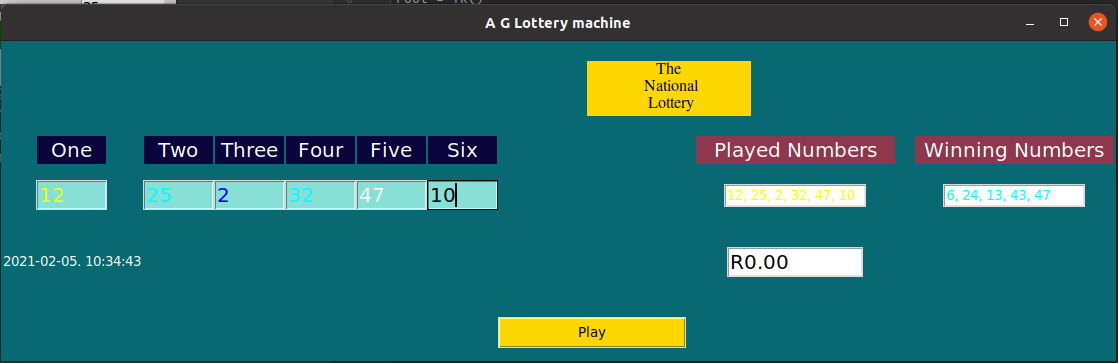 A G Lottery machine
The
National
Lottery
One Two Three Four Five Six
Played Numbers Winning Numbers
12 25 2 32 47 10
12, 25, 2, 32, 47, 10 6, 24, 13, 43, 47
2021-02-05. 10:34:43
R0.00
Play